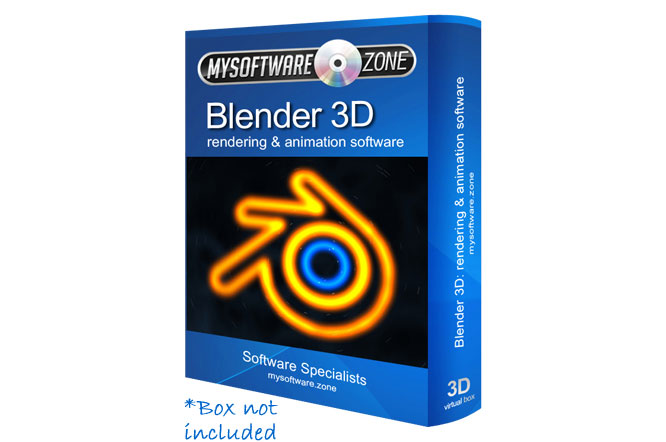 MYSOFTWARE ZONE
Blender 3D
rendering & animation software
Software Specialists
mysoftware.zone
Blender 3D: rendering & animation software
mysoftware.zone
3D
virtual box
*Box not
included